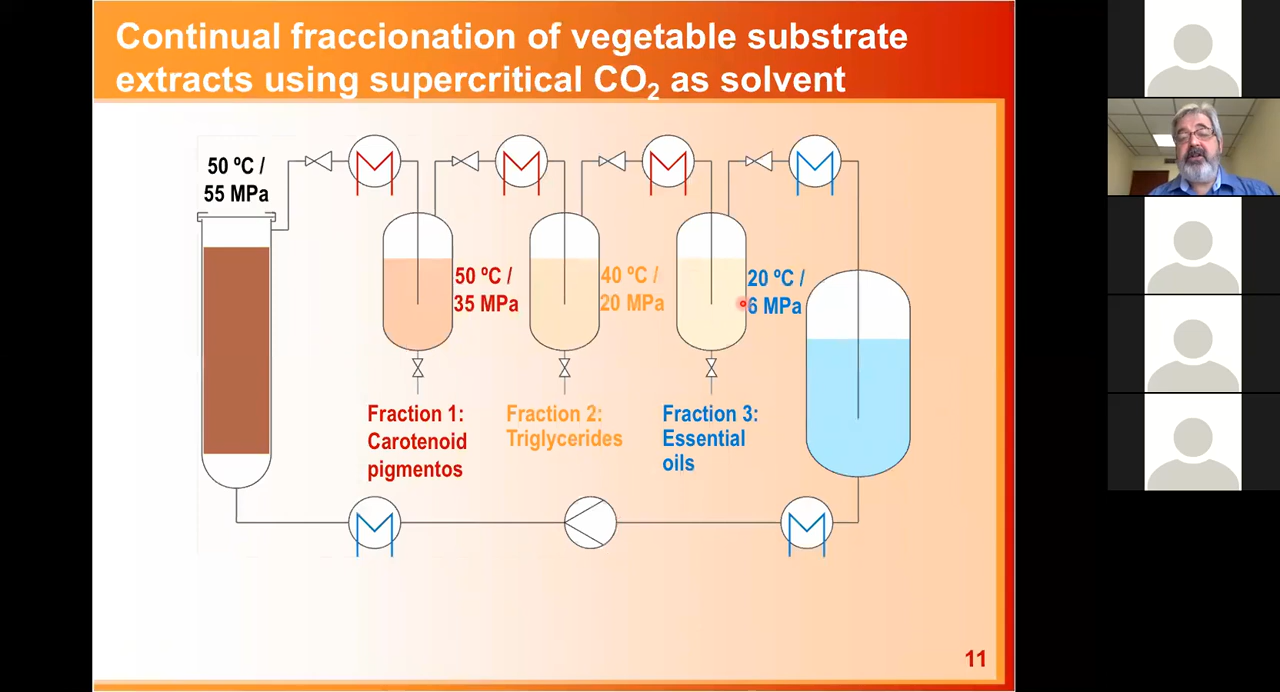 Continual fraccionation of vegetable substrate
extracts using supercritical CO₂ as solvent
50 ºC /
55 MPa
50 ºC /
35 MPa
40 ºC /
20 MPa
20 ºC /
6 MPa
Fraction 1:
Carotenoid
pigmentos
Fraction 2:
Triglycerides
Fraction 3:
Essential
oils
11